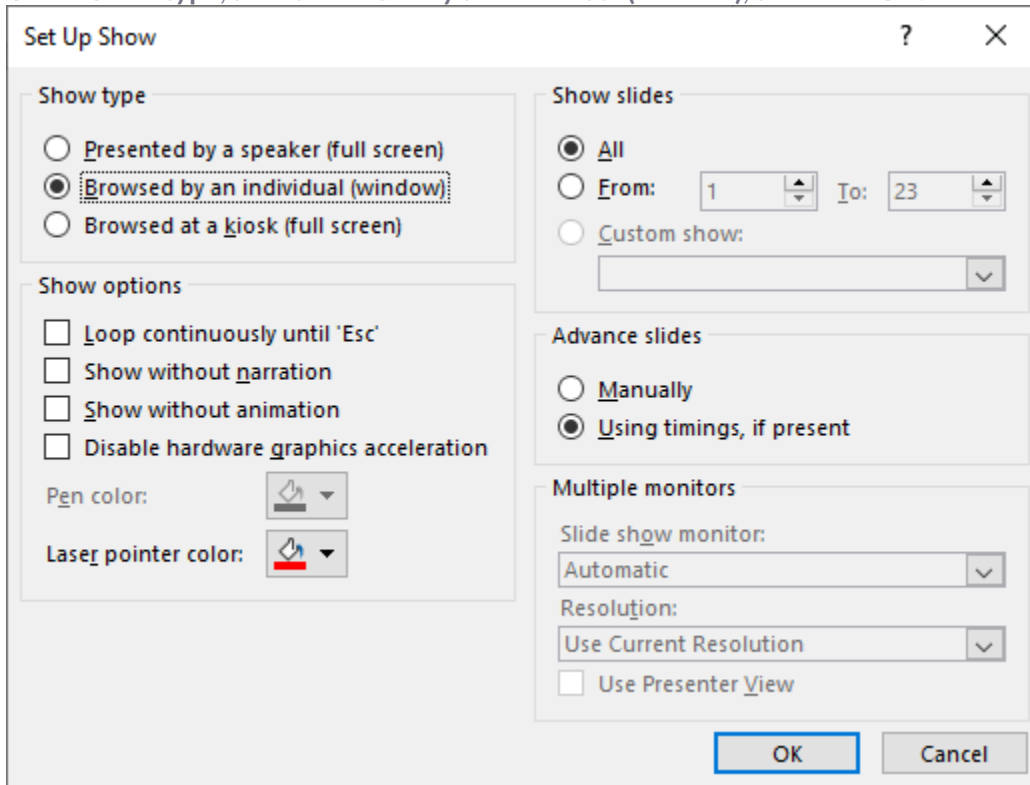 Set Up Show
?
Show type
Presented by a speaker (full screen)
Browsed by an individual (window)
Browsed at a kiosk (full screen)
Show options
Loop continuously until 'Esc'
Show without narration
Show without animation
Disable hardware graphics acceleration
Pen color:
Laser pointer color:
Show slides
All
From: 1 To: 23
Custom show:
Advance slides
Manually
Using timings, if present
Multiple monitors
Slide show monitor:
Automatic
Resolution:
Use Current Resolution
Use Presenter View
OK Cancel